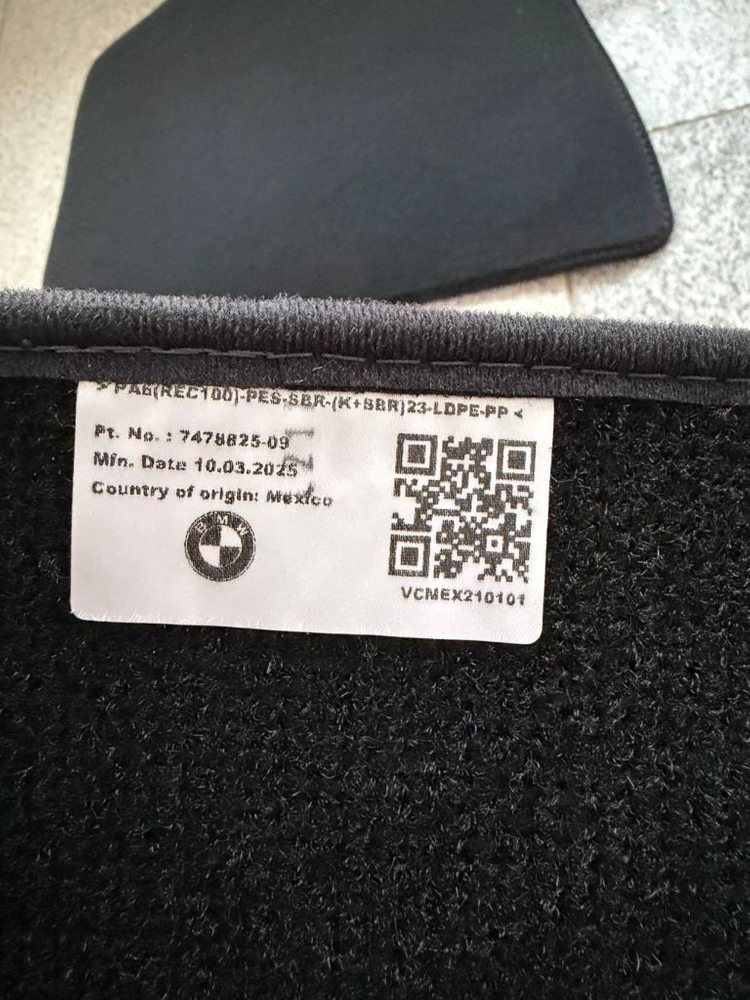 > PA6(REC100)-PES-SBR-(K+SBR)23-LDPE-PP <
Pt. No. : 7478825-09
Mfn. Date 10.03.2025
Country of origin: Mexico
BMW
VCMEX210101